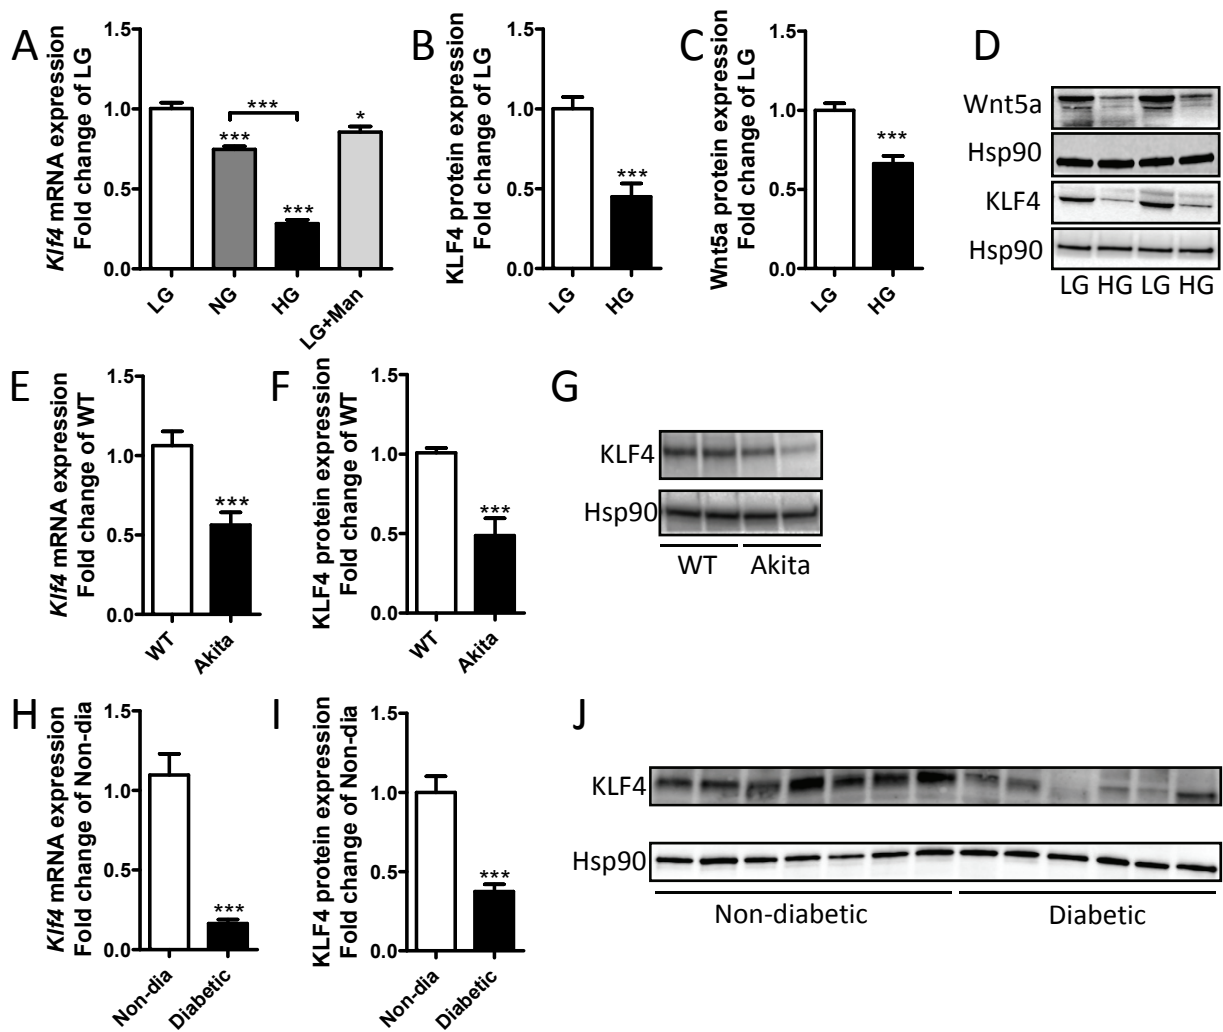 A
Klf4 mRNA expression
Fold change of LG
1.5
1.0
0.5
0.0
***
***
***
*
LG
NG
HG
LG+Man
B
KLF4 protein expression
Fold change of LG
1.5
1.0
0.5
0.0
***
LG
HG
C
Wnt5a protein expression
Fold change of LG
1.5
1.0
0.5
0.0
***
LG
HG
D
Wnt5a
Hsp90
KLF4
Hsp90
LG HG LG HG
E
Klf4 mRNA expression
Fold change of WT
1.5
1.0
0.5
0.0
***
WT
Akita
F
KLF4 protein expression
Fold change of WT
1.5
1.0
0.5
0.0
***
WT
Akita
G
KLF4
Hsp90
WT Akita
H
Klf4 mRNA expression
Fold change of Non-dia
1.5
1.0
0.5
0.0
***
Non-dia
Diabetic
I
KLF4 protein expression
Fold change of Non-dia
1.5
1.0
0.5
0.0
***
Non-dia
Diabetic
J
KLF4
Hsp90
Non-diabetic Diabetic